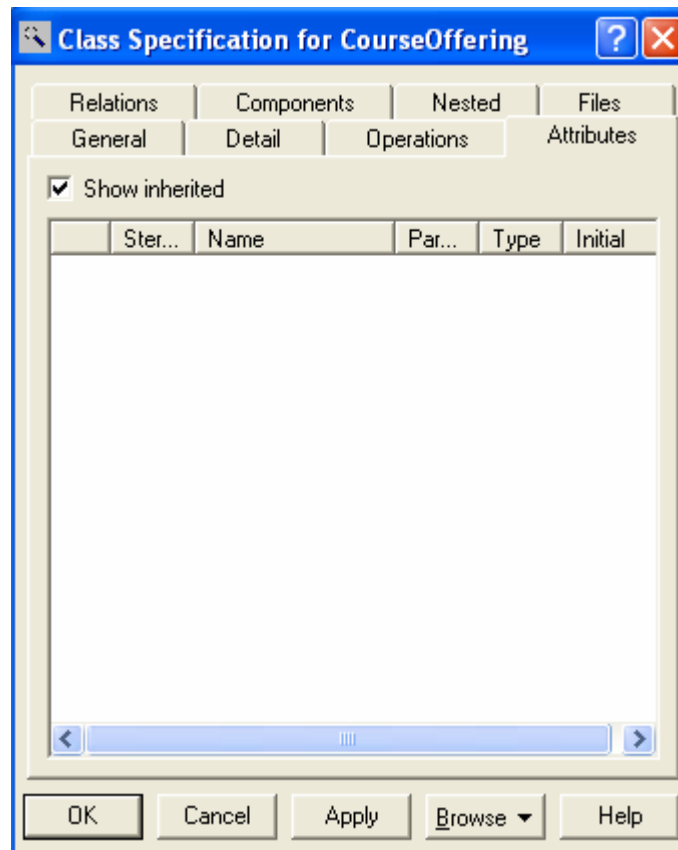 Class Specification for CourseOffering
Relations Components Nested Files
General Detail Operations Attributes
Show inherited
Ster... Name Par... Type Initial
OK Cancel Apply Browse Help